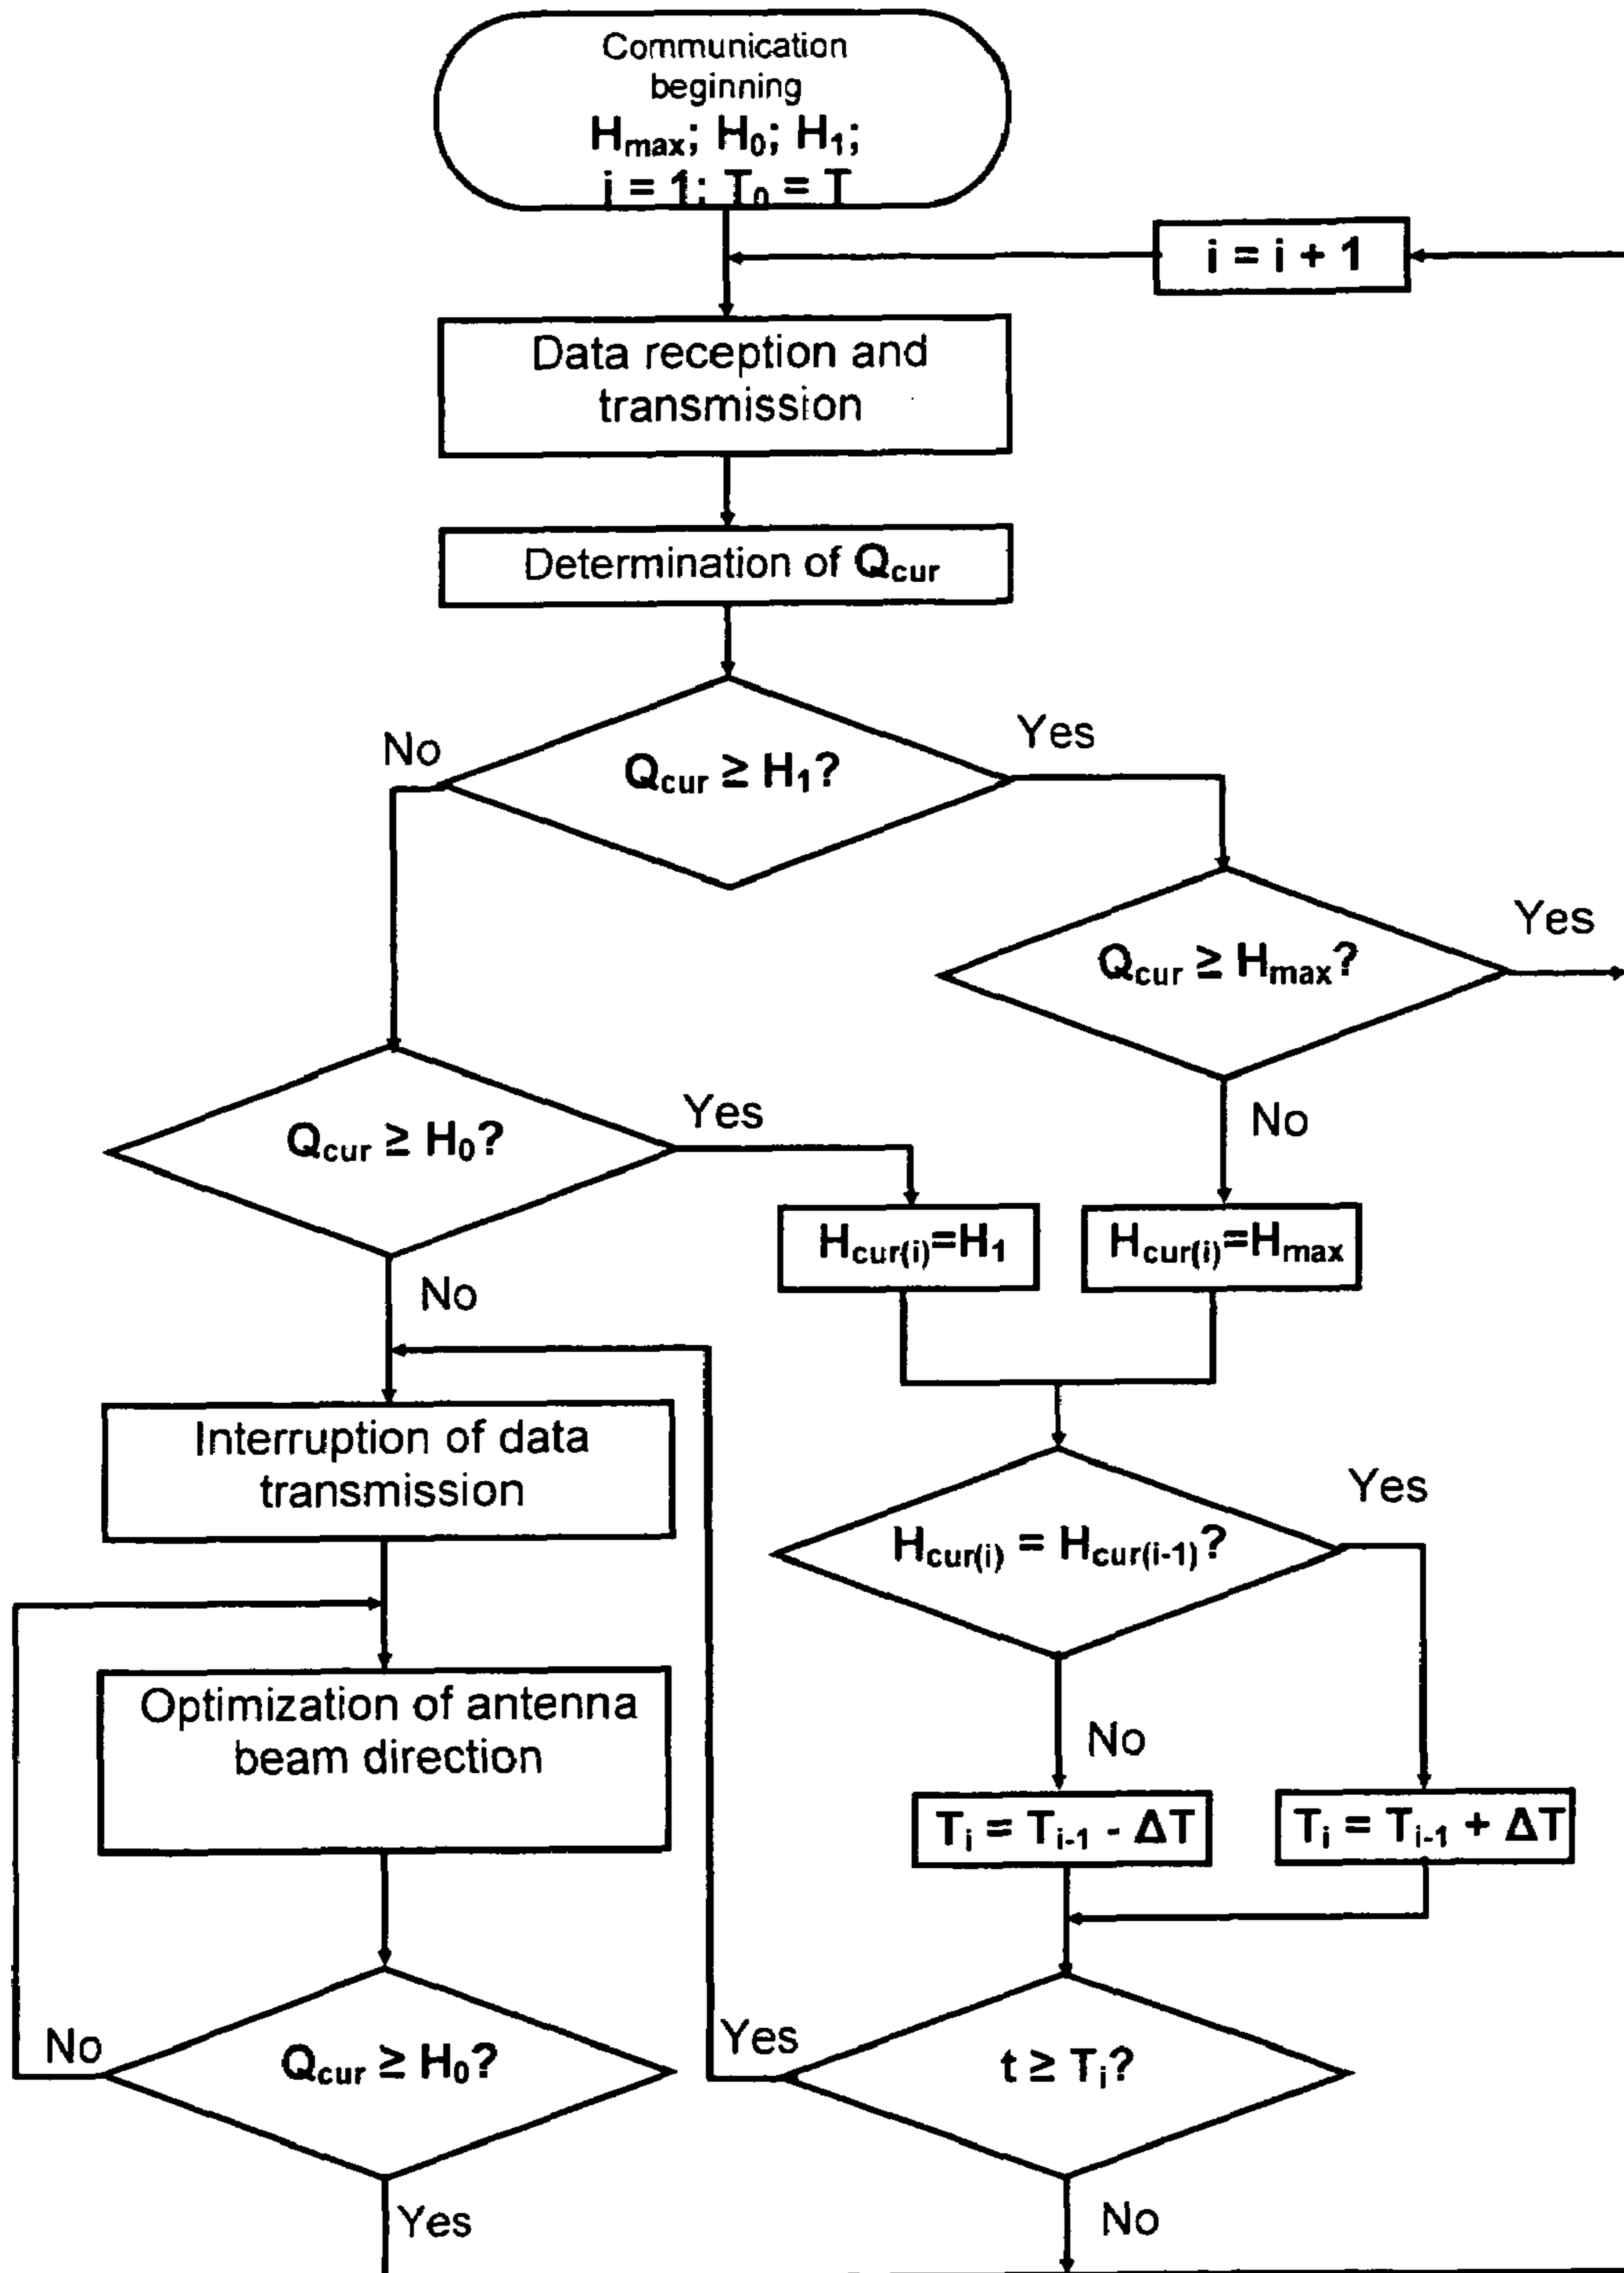 Communication
beginning
Hmax; H0; H1;
i = 1; T0 = T
i = i + 1
Data reception and
transmission
Determination of Qcur
No
Yes
Qcur ≥ H1?
Yes
Qcur ≥ Hmax?
Yes
Qcur ≥ H0?
No
Hcur(i)=H1
Hcur(i)=Hmax
No
Interruption of data
transmission
Yes
Hcur(i) = Hcur(i-1)?
Optimization of antenna
beam direction
No
Ti = Ti-1 - ΔT
Ti = Ti-1 + ΔT
No
Qcur ≥ H0?
Yes
t ≥ Ti?
Yes
No